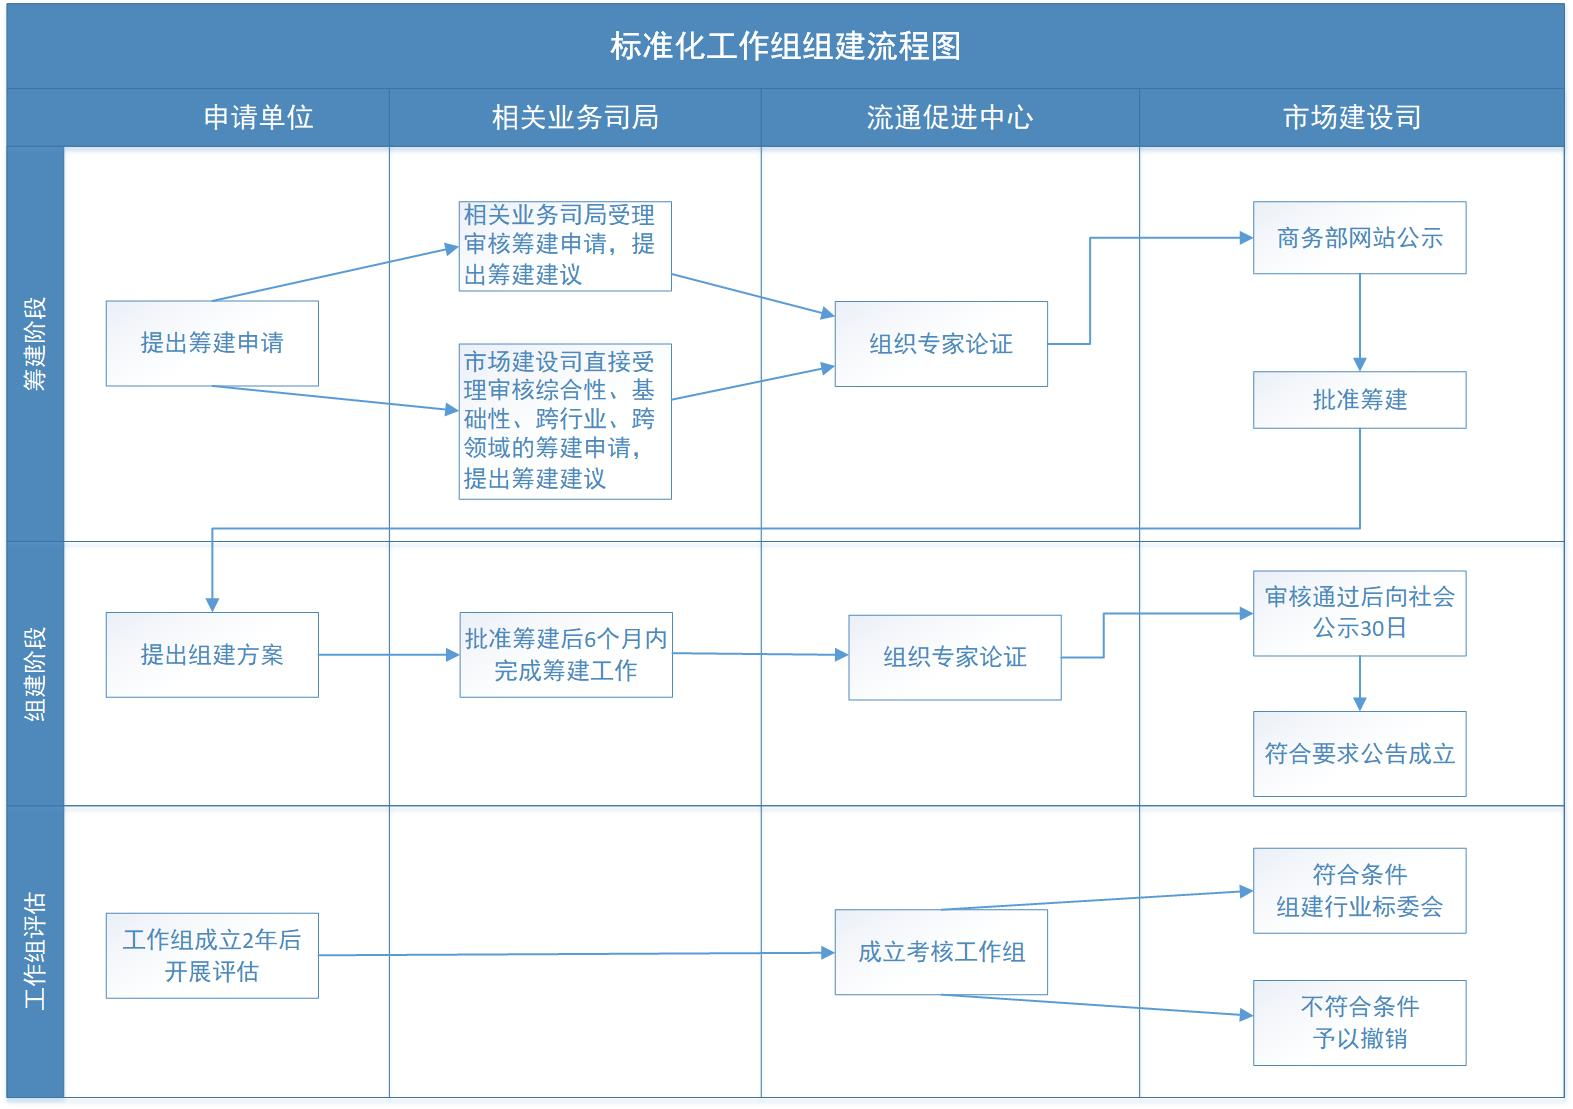 标准化工作组组建流程图
申请单位
相关业务司局
流通促进中心
市场建设司
筹建阶段
提出筹建申请
相关业务司局受理
审核筹建申请，提
出筹建建议
市场建设司直接受
理审核综合性、基
础性、跨行业、跨
领域的筹建申请，
提出筹建建议
组织专家论证
商务部网站公示
批准筹建
组建阶段
提出组建方案
批准筹建后6个月内
完成筹建工作
组织专家论证
审核通过后向社会
公示30日
符合要求公告成立
工作组评估
工作组成立2年后
开展评估
成立考核工作组
符合条件
组建行业标委会
不符合条件
予以撤销